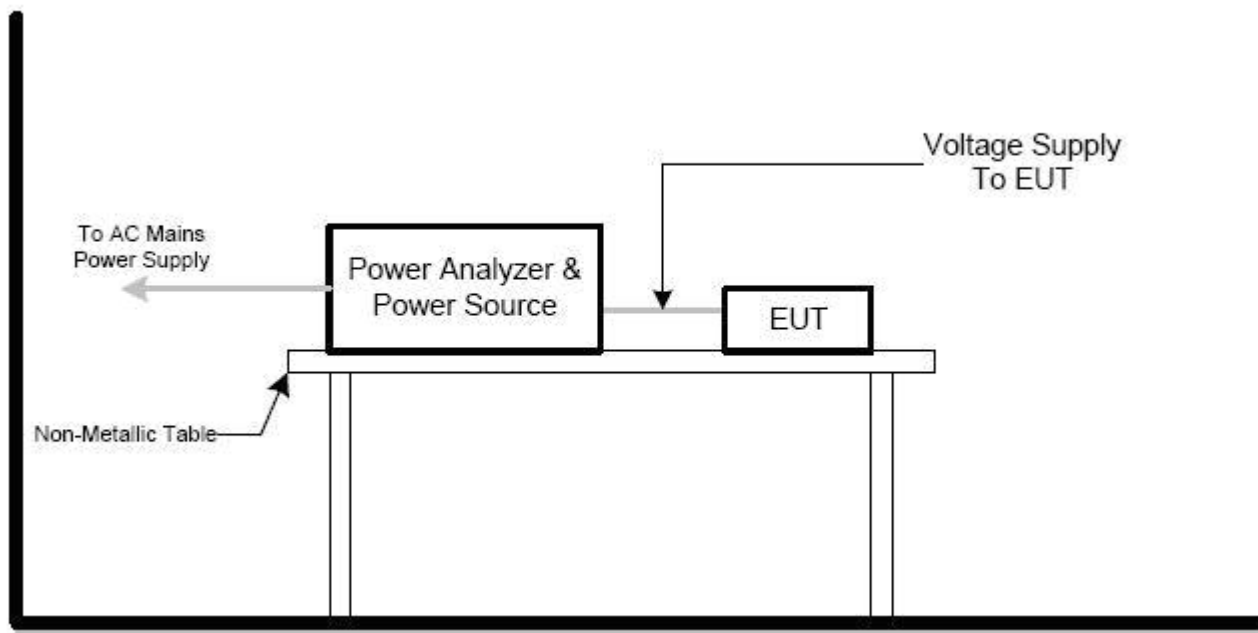 Voltage Supply
To EUT
To AC Mains
Power Supply
Power Analyzer &
Power Source
EUT
Non-Metallic Table